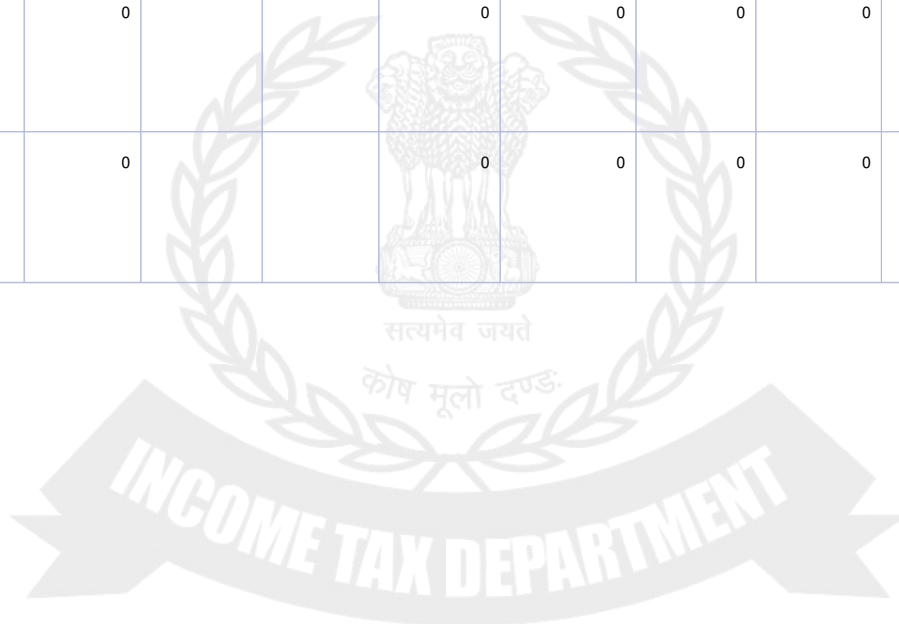 0 0 0 0 0
0 0 0 0 0
सत्यमेव जयते
कोष मूलो दण्डः
INCOME TAX DEPARTMENT